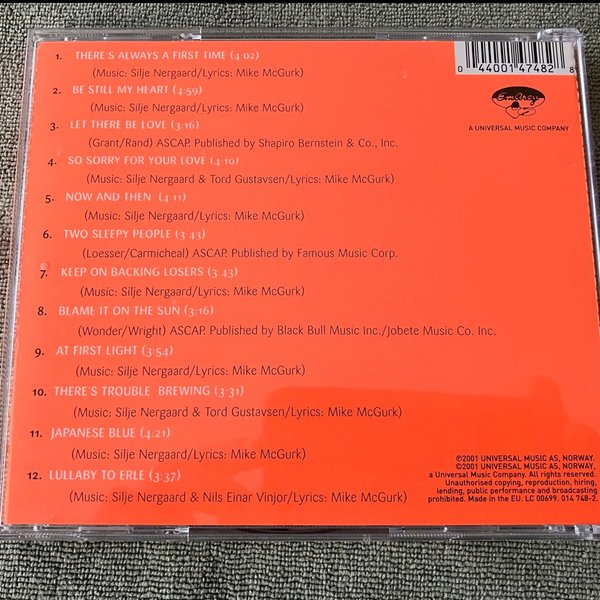 1. THERE'S ALWAYS A FIRST TIME (4:02)
(Music: Silje Nergaard/Lyrics: Mike McGurk)
2. BE STILL MY HEART (4:59)
(Music: Silje Nergaard/Lyrics: Mike McGurk)
3. LET THERE BE LOVE (3:16)
(Grant/Rand) ASCAP. Published by Shapiro Bernstein & Co., Inc.
4. SO SORRY FOR YOUR LOVE (4:10)
(Music: Silje Nergaard & Tord Gustavsen/Lyrics: Mike McGurk)
5. NOW AND THEN (4:11)
(Music: Silje Nergaard/Lyrics: Mike McGurk)
6. TWO SLEEPY PEOPLE (3:43)
(Loesser/Carmicheal) ASCAP. Published by Famous Music Corp.
7. KEEP ON BACKING LOSERS (3:43)
(Music: Silje Nergaard/Lyrics: Mike McGurk)
8. BLAME IT ON THE SUN (3:16)
(Wonder/Wright) ASCAP. Published by Black Bull Music Inc./Jobete Music Co. Inc.
9. AT FIRST LIGHT (3:54)
(Music: Silje Nergaard/Lyrics: Mike McGurk)
10. THERE'S TROUBLE BREWING (3:31)
(Music: Silje Nergaard & Tord Gustavsen/Lyrics: Mike McGurk)
11. JAPANESE BLUE (4:21)
(Music: Silje Nergaard/Lyrics: Mike McGurk)
12. LULLABY TO ERLE (3:37)
(Music: Silje Nergaard & Nils Einar Vinjor/Lyrics: Mike McGurk)
0 44001 47482 8
EmArcy
A UNIVERSAL MUSIC COMPANY
℗2001 UNIVERSAL MUSIC AS, NORWAY.
©2001 UNIVERSAL MUSIC AS, NORWAY,
a Universal Music Company. All rights reserved.
Unauthorised copying, reproduction, hiring,
lending, public performance and broadcasting
prohibited. Made in the EU. LC 00699. 014 748-2.